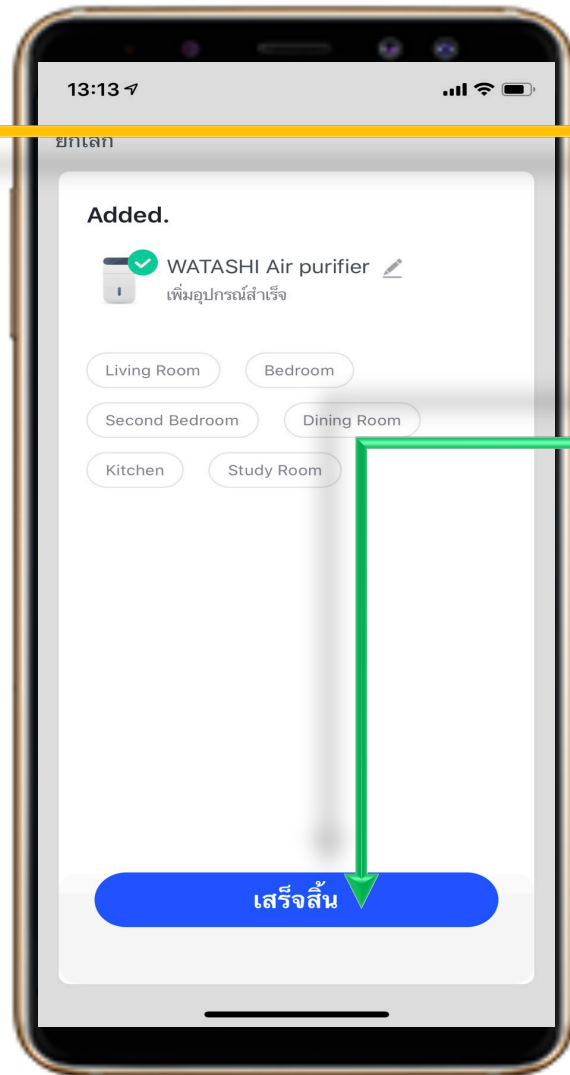 13:13
ยกเลิก
Added.
WATASHI Air purifier
เพิ่มอุปกรณ์สำเร็จ
Living Room Bedroom
Second Bedroom Dining Room
Kitchen Study Room
เสร็จสิ้น